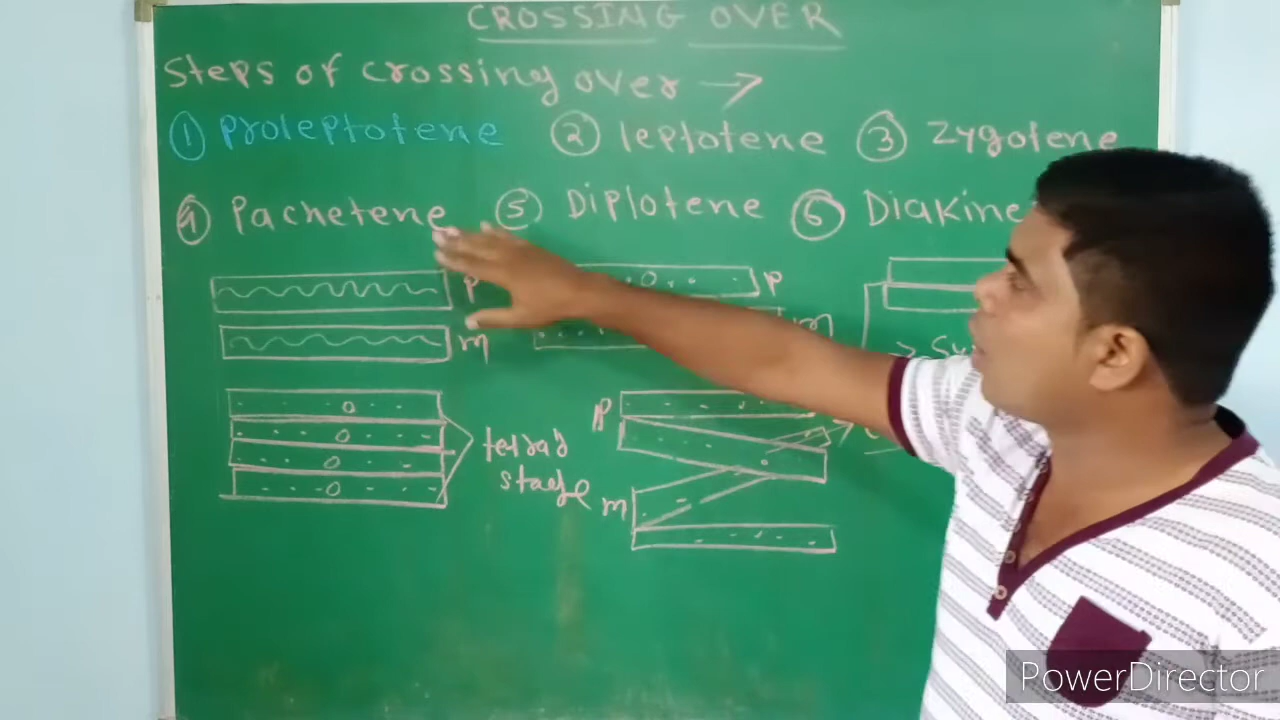 CROSSING OVER
Steps of crossing over →
① Proleptotene ② leptotene ③ Zygotene
④ Pachetene ⑤ Diplotene ⑥ Diakine
P P
m m
tetrad
stage
P
m
PowerDirector